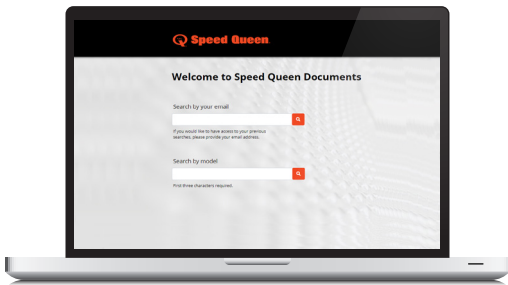 Speed Queen
Welcome to Speed Queen Documents
Search by your email
If you would like to have access to your previous
searches, please provide your email address.
Search by model
First three characters required.